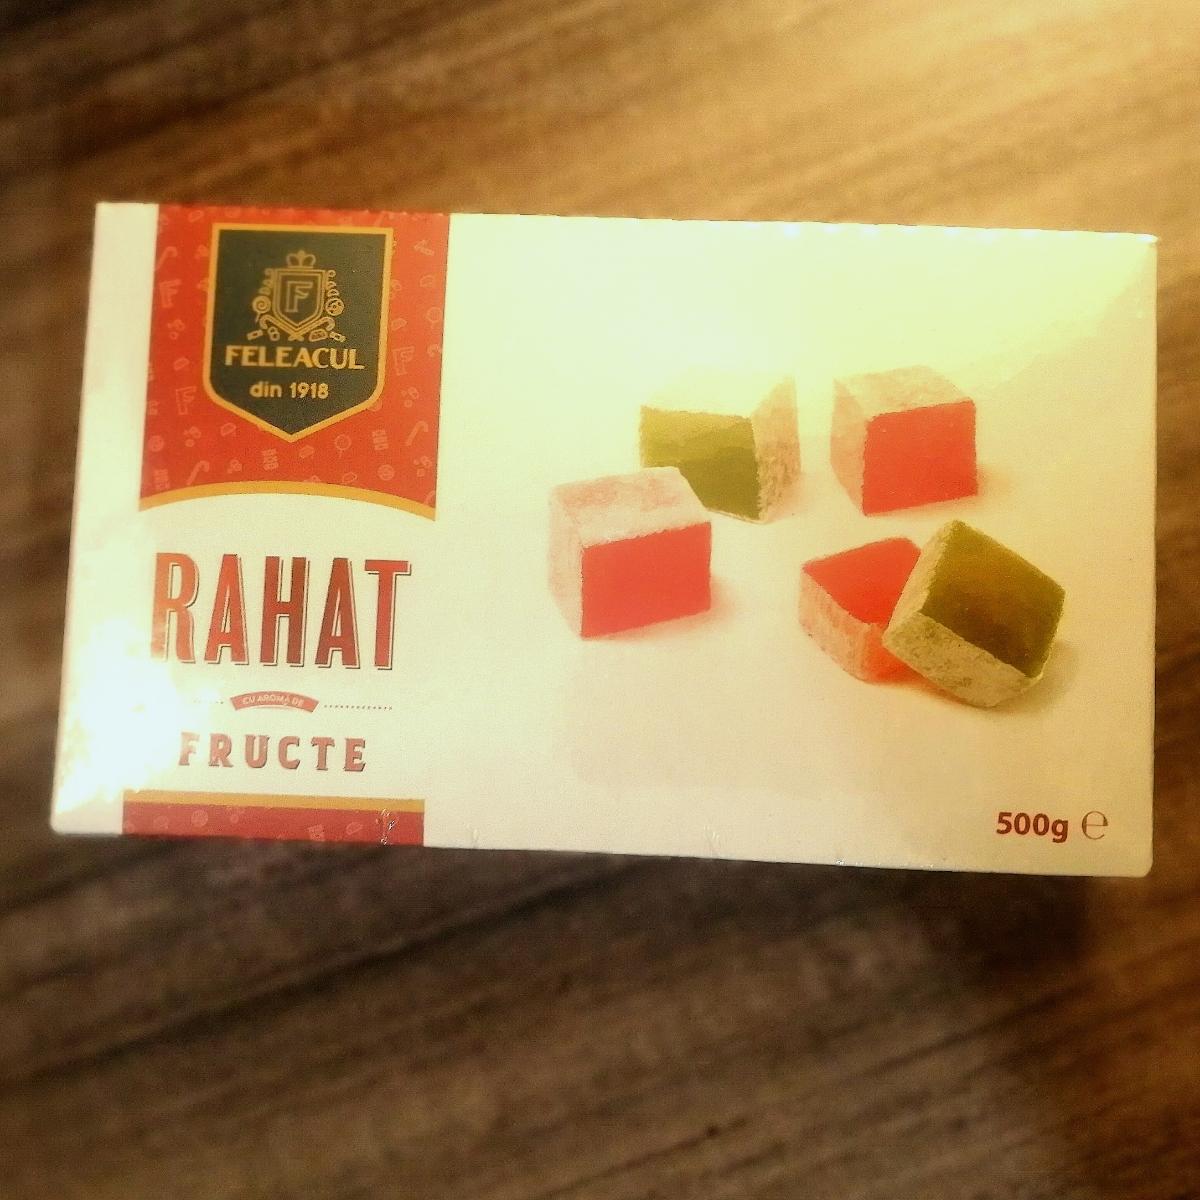 F
FELEACUL
din 1918
RAHAT
CU AROMĂ DE
FRUCTE
500g ℮